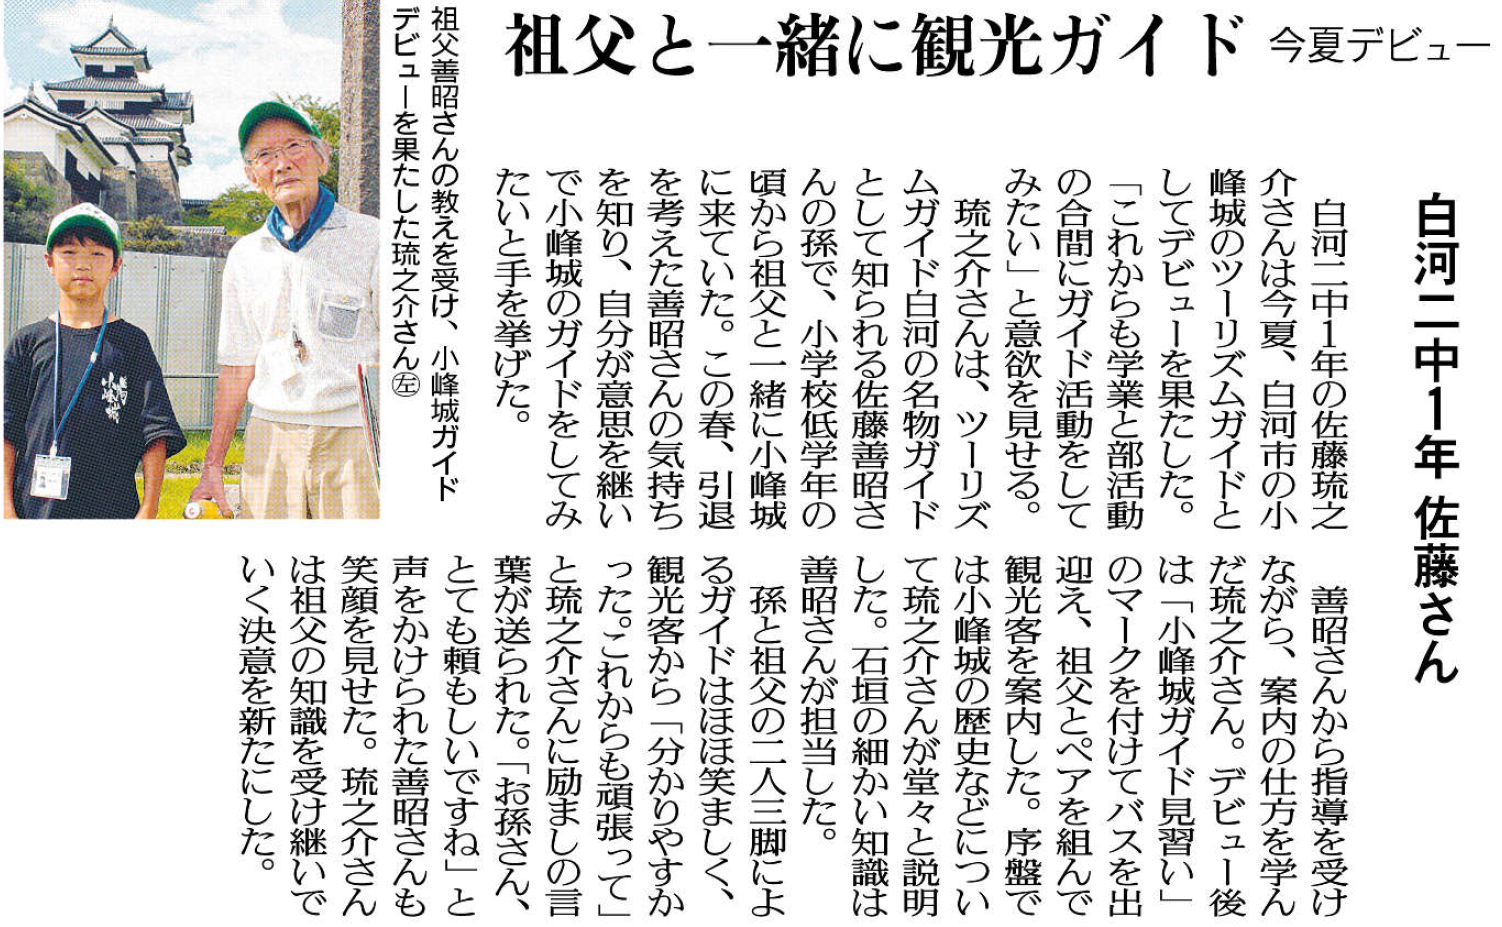 祖父と一緒に観光ガイド
今夏デビュー
白河二中1年 佐藤さん
白河二中1年の佐藤琉之
介さんは今夏、白河市の小
峰城のツーリズムガイドと
してデビューを果たした。
「これからも学業と部活動
の合間にガイド活動をして
みたい」と意欲を見せる。
琉之介さんは、ツーリズ
ムガイド白河の名物ガイド
として知られる佐藤善昭さ
んの孫で、小学校低学年の
頃から祖父と一緒に小峰城
に来ていた。この春、引退
を考えた善昭さんの気持ち
を知り、自分が意思を継い
で小峰城のガイドをしてみ
たいと手を挙げた。
善昭さんから指導を受け
ながら、案内の仕方を学ん
だ琉之介さん。デビュー後
は「小峰城ガイド見習い」
のマークを付けてバスを出
迎え、祖父とペアを組んで
観光客を案内した。序盤で
は小峰城の歴史などについ
て琉之介さんが堂々と説明
した。石垣の細かい知識は
善昭さんが担当した。
孫と祖父の二人三脚によ
るガイドはほほ笑ましく、
観光客から「分かりやすか
った。これからも頑張って」
と琉之介さんに励ましの言
葉が送られた。「お孫さん、
とても頼もしいですね」と
声をかけられた善昭さんも
笑顔を見せた。琉之介さん
は祖父の知識を受け継いで
いく決意を新たにした。
祖父善昭さんの教えを受け、小峰城ガイド
デビューを果たした琉之介さん㊧
小峰城